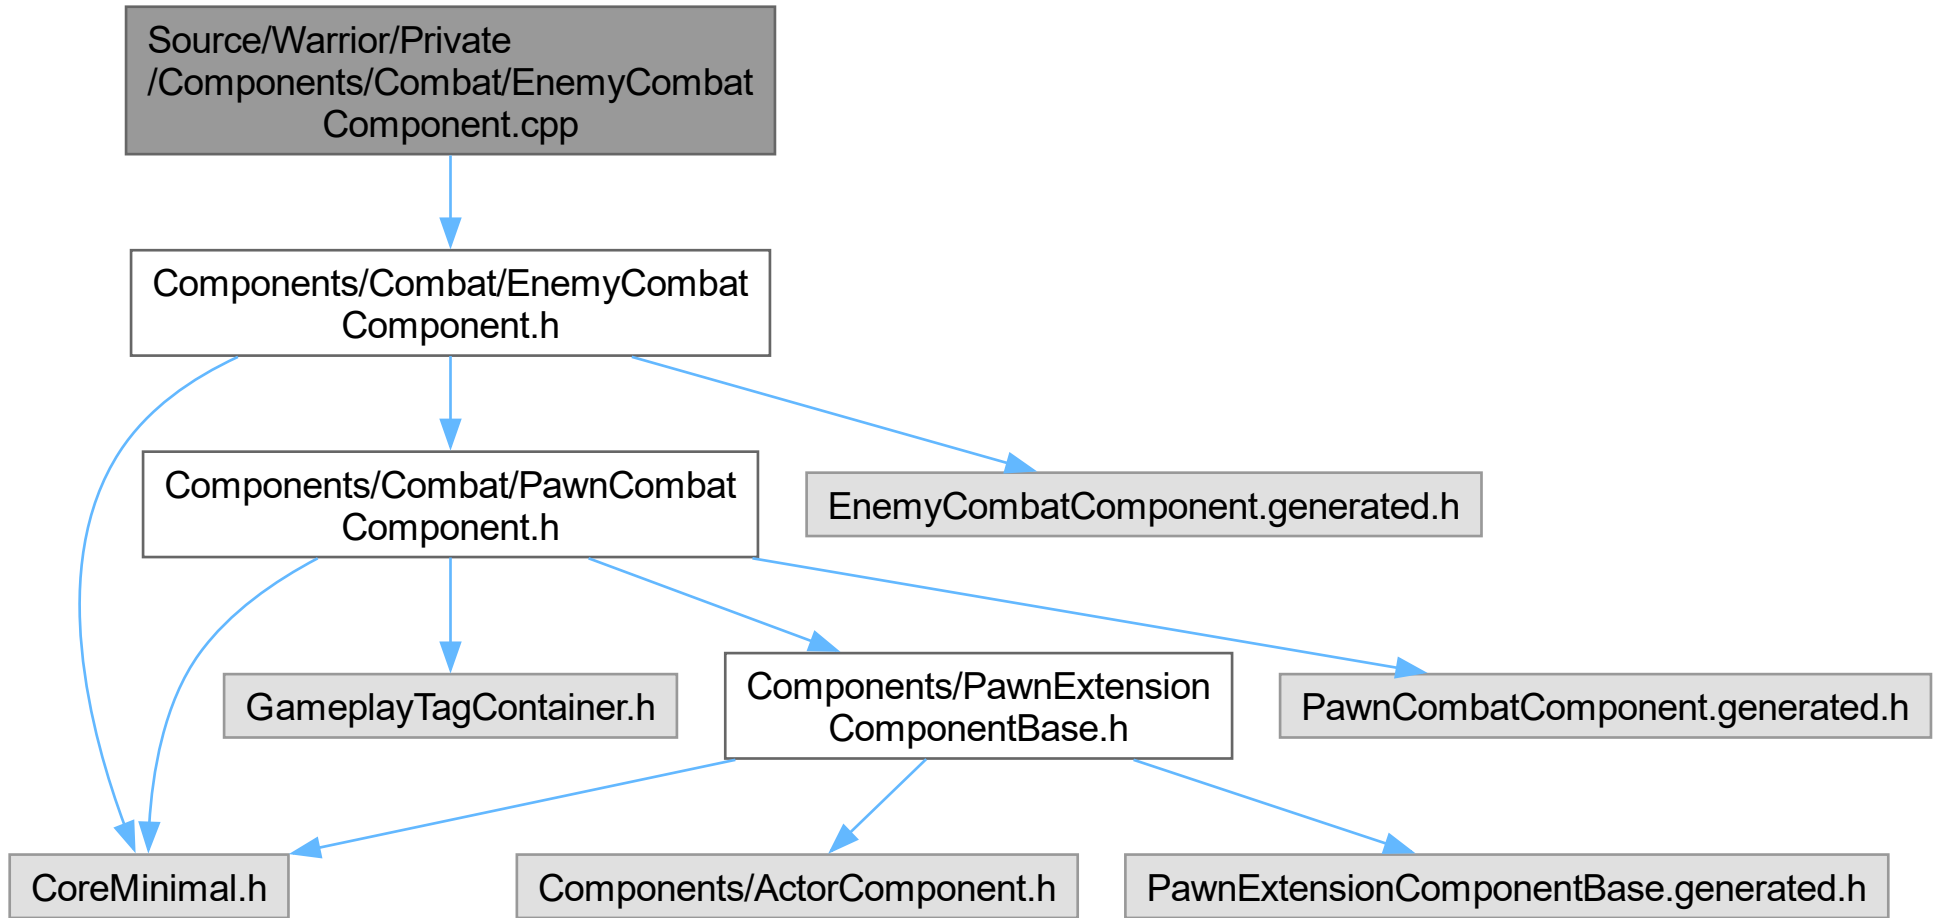 Source/Warrior/Private
/Components/Combat/EnemyCombat
Component.cpp
Components/Combat/EnemyCombat
Component.h
Components/Combat/PawnCombat
Component.h
EnemyCombatComponent.generated.h
GameplayTagContainer.h
Components/PawnExtension
ComponentBase.h
PawnCombatComponent.generated.h
CoreMinimal.h
Components/ActorComponent.h
PawnExtensionComponentBase.generated.h